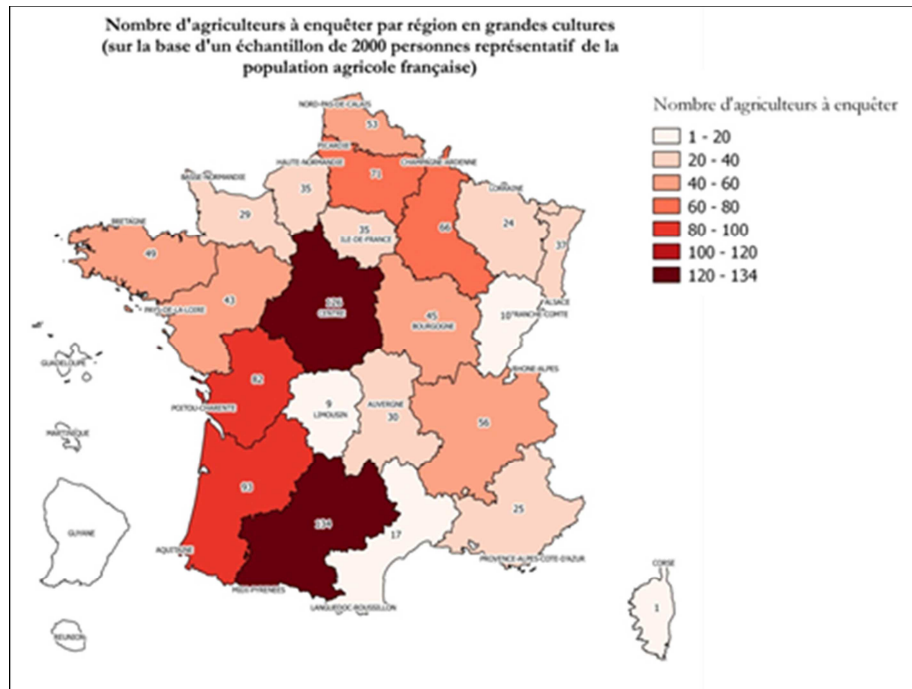 Nombre d'agriculteurs à enquêter par région en grandes cultures
(sur la base d'un échantillon de 2000 personnes représentatif de la
population agricole française)
Nombre d'agriculteurs à enquêter
1 - 20
20 - 40
40 - 60
60 - 80
80 - 100
100 - 120
120 - 134
NORD-PAS-DE-CALAIS
53
PICARDIE
71
HAUTE-NORMANDIE
35
CHAMPAGNE-ARDENNE
66
BASSE-NORMANDIE
29
LORRAINE
24
35
ILE-DE-FRANCE
37
ALSACE
BRETAGNE
49
43
PAYS-DE-LA-LOIRE
126
CENTRE
45
BOURGOGNE
10
FRANCHE-COMTE
GUADELOUPE
82
POITOU-CHARENTE
9
LIMOUSIN
AUVERGNE
30
RHONE-ALPES
56
MARTINIQUE
93
AQUITAINE
134
MIDI-PYRENEES
17
LANGUEDOC-ROUSSILLON
25
PROVENCE-ALPES-COTE-D'AZUR
GUYANE
CORSE
1
REUNION